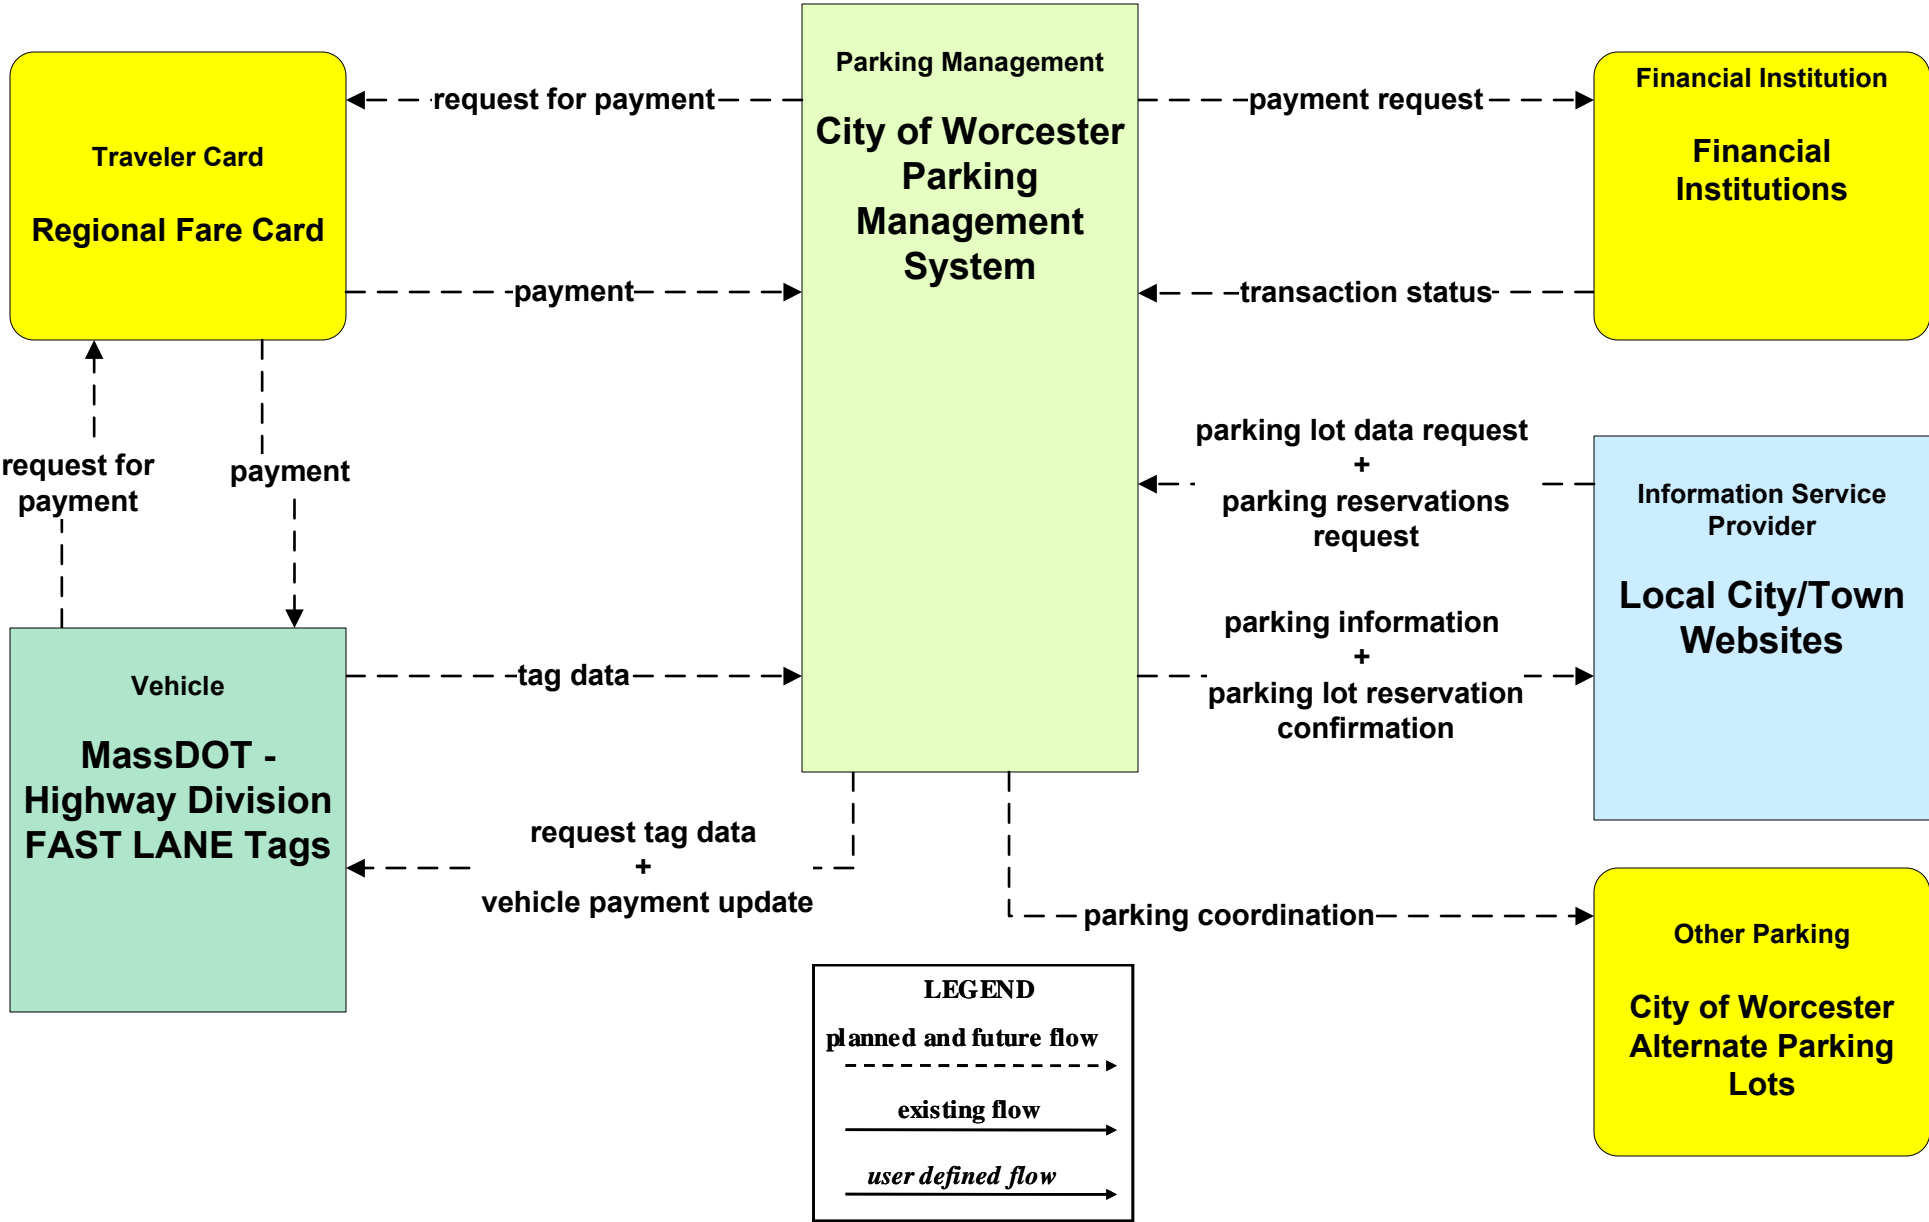 Parking Management
City of Worcester
Parking
Management
System
Traveler Card
Regional Fare Card
request for payment
payment
payment request
transaction status
Financial Institution
Financial
Institutions
request for
payment
payment
parking lot data request
+
parking reservations
request
parking information
+
parking lot reservation
confirmation
Information Service
Provider
Local City/Town
Websites
Vehicle
MassDOT -
Highway Division
FAST LANE Tags
tag data
request tag data
+
vehicle payment update
parking coordination
Other Parking
City of Worcester
Alternate Parking
Lots
LEGEND
planned and future flow
existing flow
user defined flow